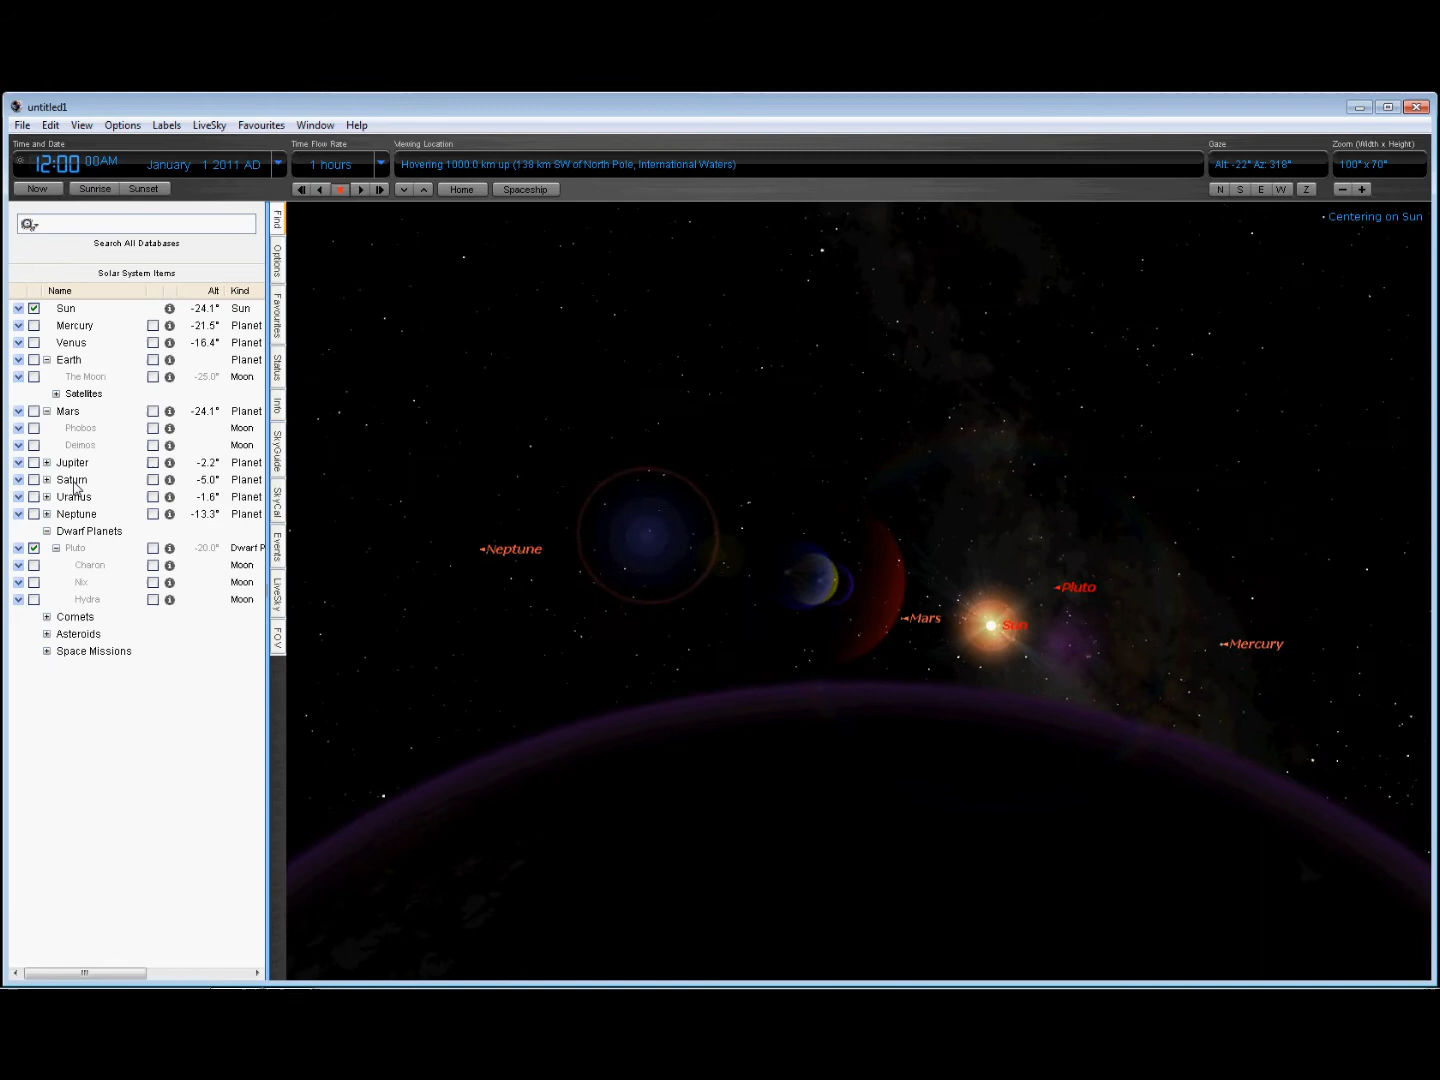 untitled1
File Edit View Options Labels LiveSky Favourites Window Help
Time and Date Time Flow Rate Viewing Location Gaze Zoom (Width x Height)
12:00 00AM January 1 2011 AD 1 hours Hovering 1000.0 km up (138 km SW of North Pole, International Waters) Alt: -22° Az: 318° 100° x 70°
Now Sunrise Sunset Home Spaceship N S E W Z
Search All Databases
Solar System Items
Name Alt Kind
Sun -24.1° Sun
Mercury -21.5° Planet
Venus -16.4° Planet
Earth Planet
The Moon -25.0° Moon
Satellites
Mars -24.1° Planet
Phobos Moon
Deimos Moon
Jupiter -2.2° Planet
Saturn -5.0° Planet
Uranus -1.6° Planet
Neptune -13.3° Planet
Dwarf Planets
Pluto -20.0° Dwarf P
Charon Moon
Nix Moon
Hydra Moon
Comets
Asteroids
Space Missions
Find
Options
Favourites
Status
Info
SkyGuide
SkyCal
Events
LiveSky
FOV
Centering on Sun
Neptune
Pluto
Mars
Sun
Mercury